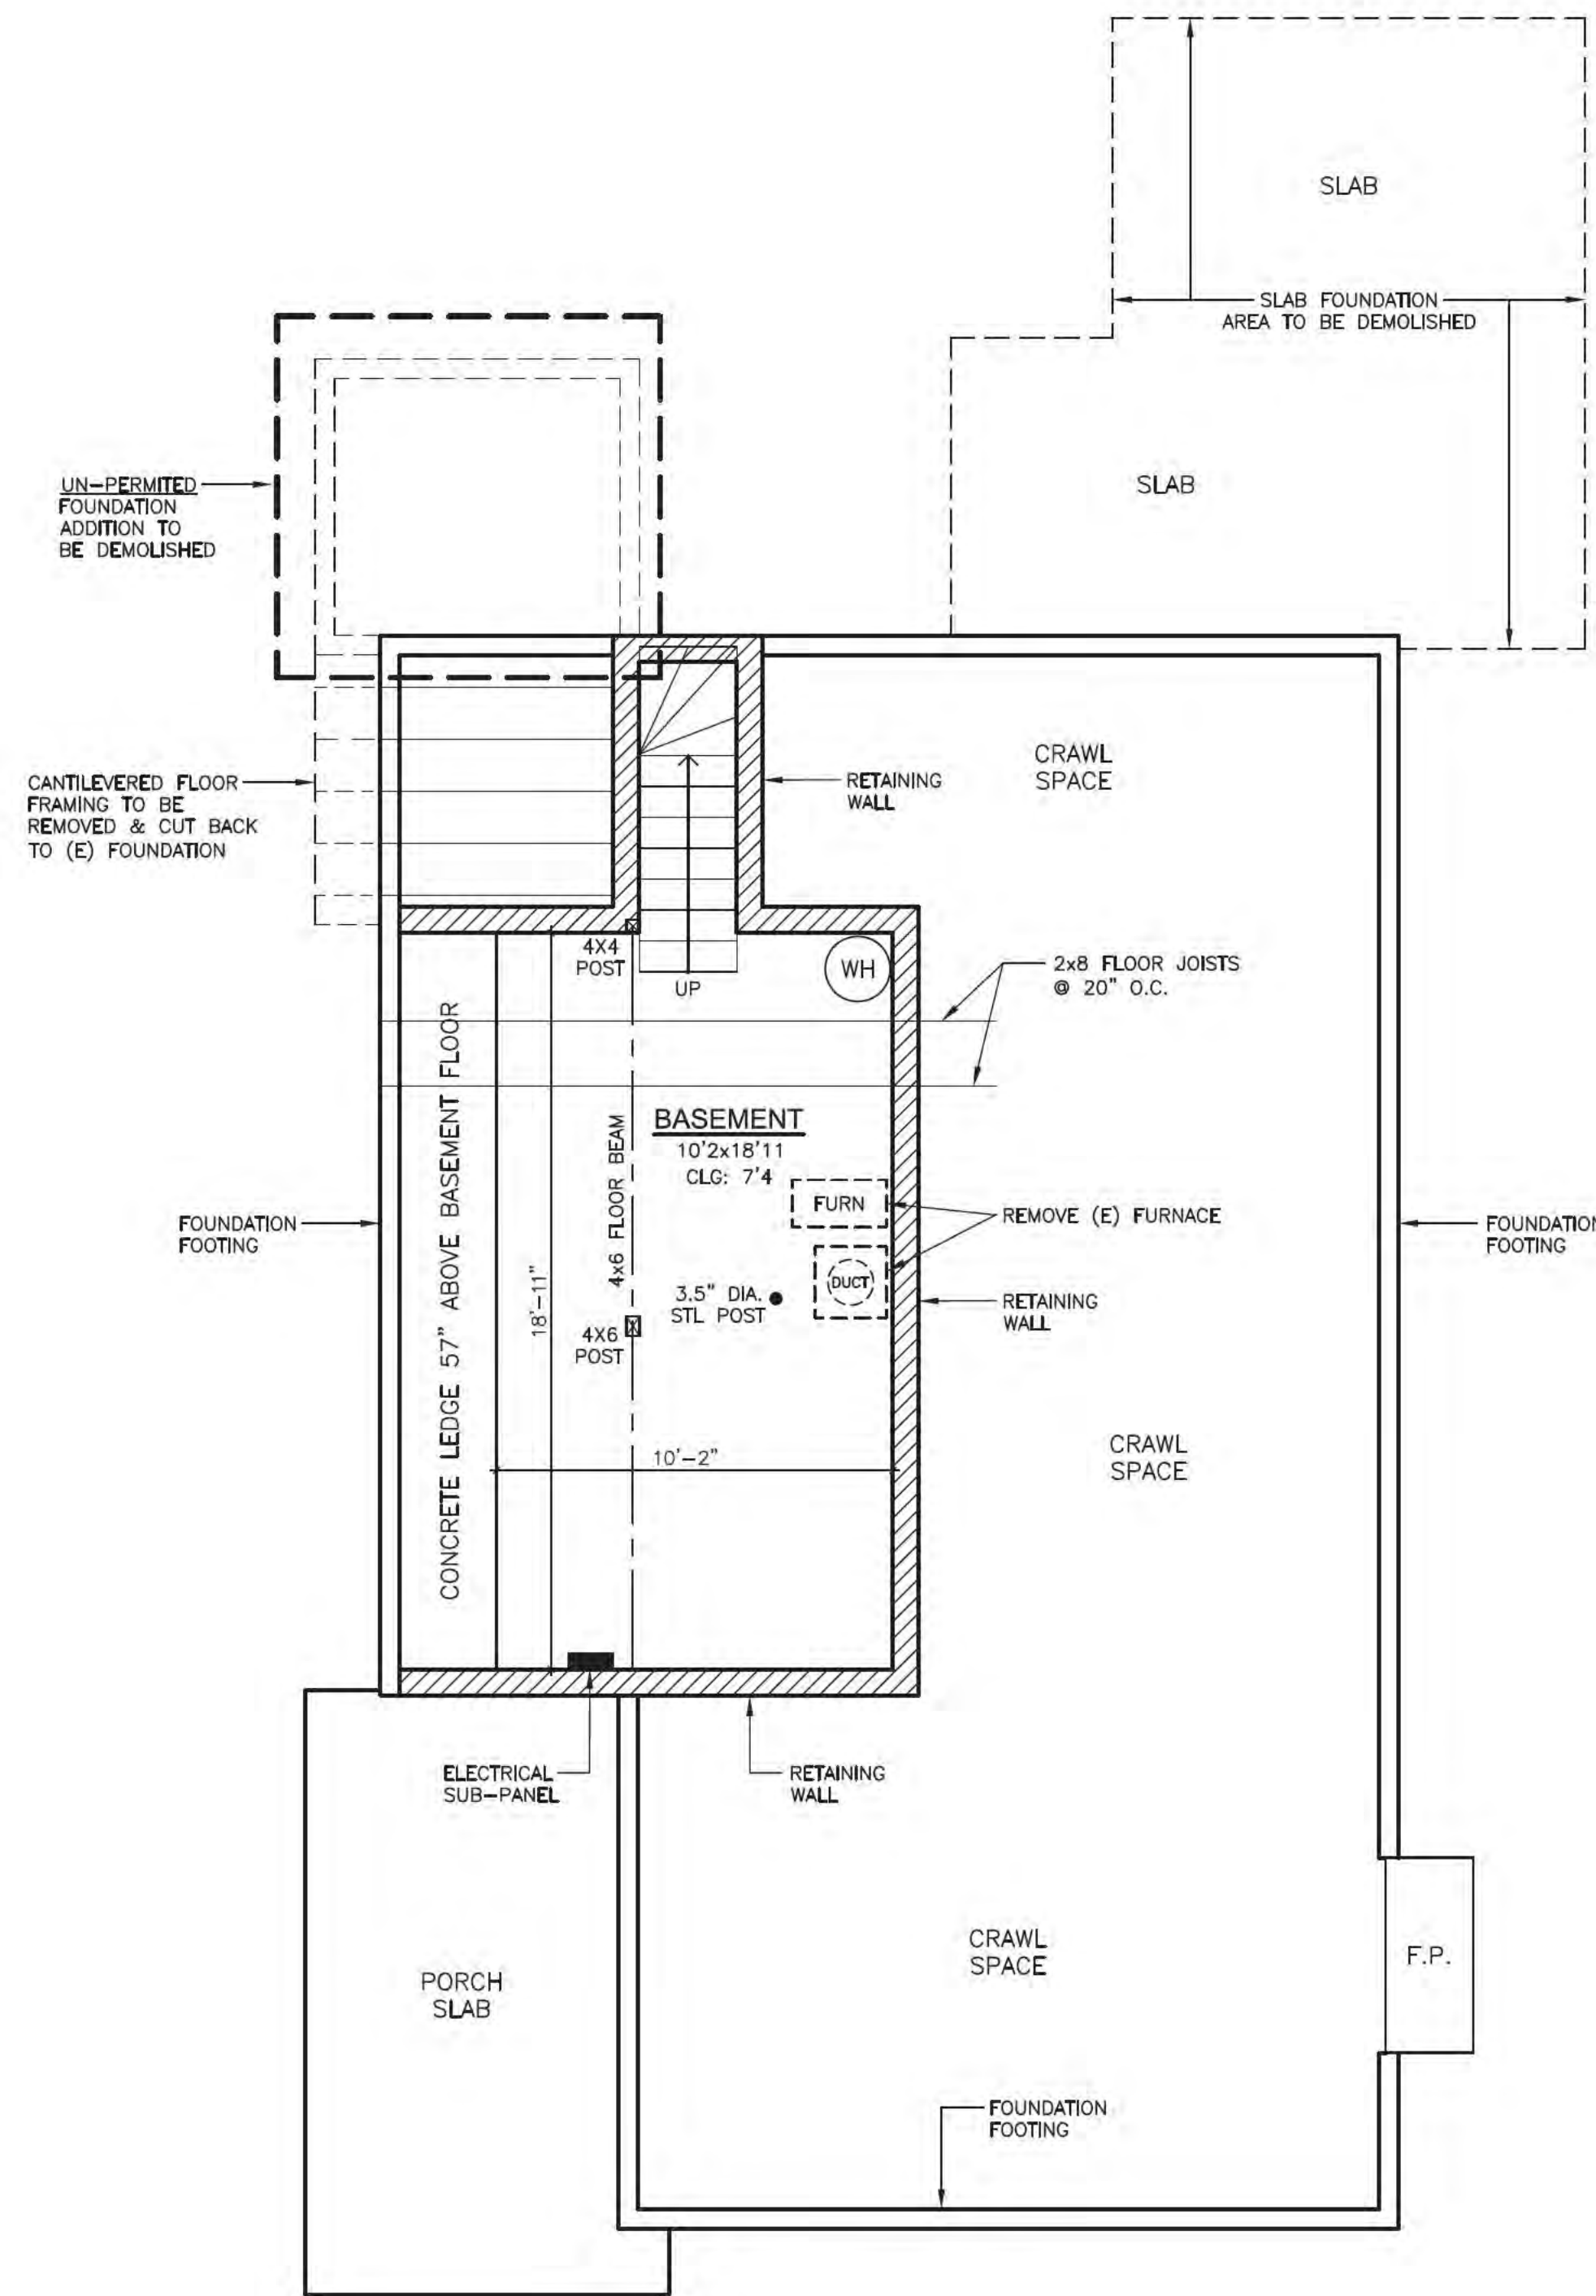 SLAB
SLAB FOUNDATION
AREA TO BE DEMOLISHED
SLAB
UN-PERMITED
FOUNDATION
ADDITION TO
BE DEMOLISHED
CRAWL
SPACE
RETAINING
WALL
CANTILEVERED FLOOR
FRAMING TO BE
REMOVED & CUT BACK
TO (E) FOUNDATION
4X4
POST
UP
WH
2x8 FLOOR JOISTS
@ 20" O.C.
CONCRETE LEDGE 57" ABOVE BASEMENT FLOOR
18'-11"
4x6 FLOOR BEAM
BASEMENT
10'2x18'11
CLG: 7'4
FURN
REMOVE (E) FURNACE
FOUNDATION
FOOTING
FOUNDATION
FOOTING
DUCT
3.5" DIA.
STL POST
RETAINING
WALL
4X6
POST
10'-2"
CRAWL
SPACE
ELECTRICAL
SUB-PANEL
RETAINING
WALL
CRAWL
SPACE
F.P.
PORCH
SLAB
FOUNDATION
FOOTING